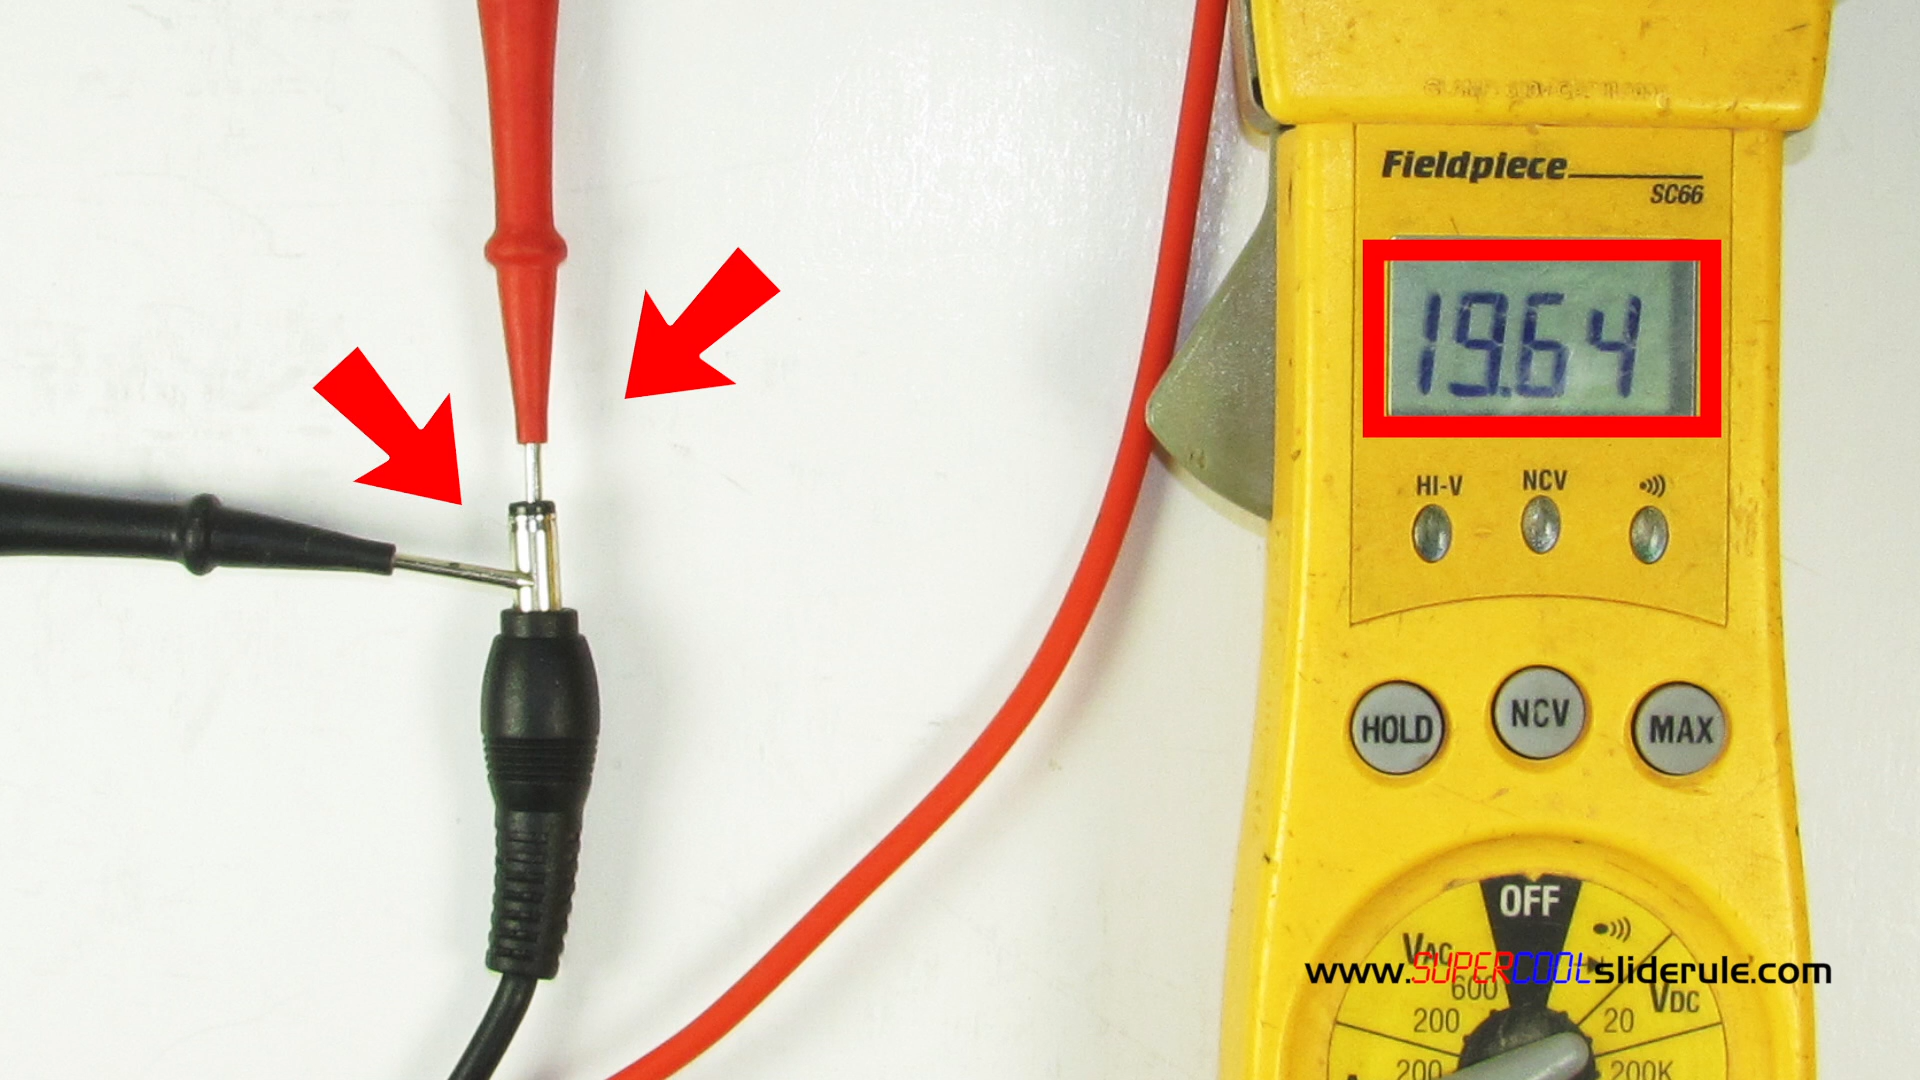 Fieldpiece
SC66
19.64
HI-V NCV
HOLD NCV MAX
OFF
VAC
www.SUPERCOOLsliderule.com
600
VDC
200
20
200
200K